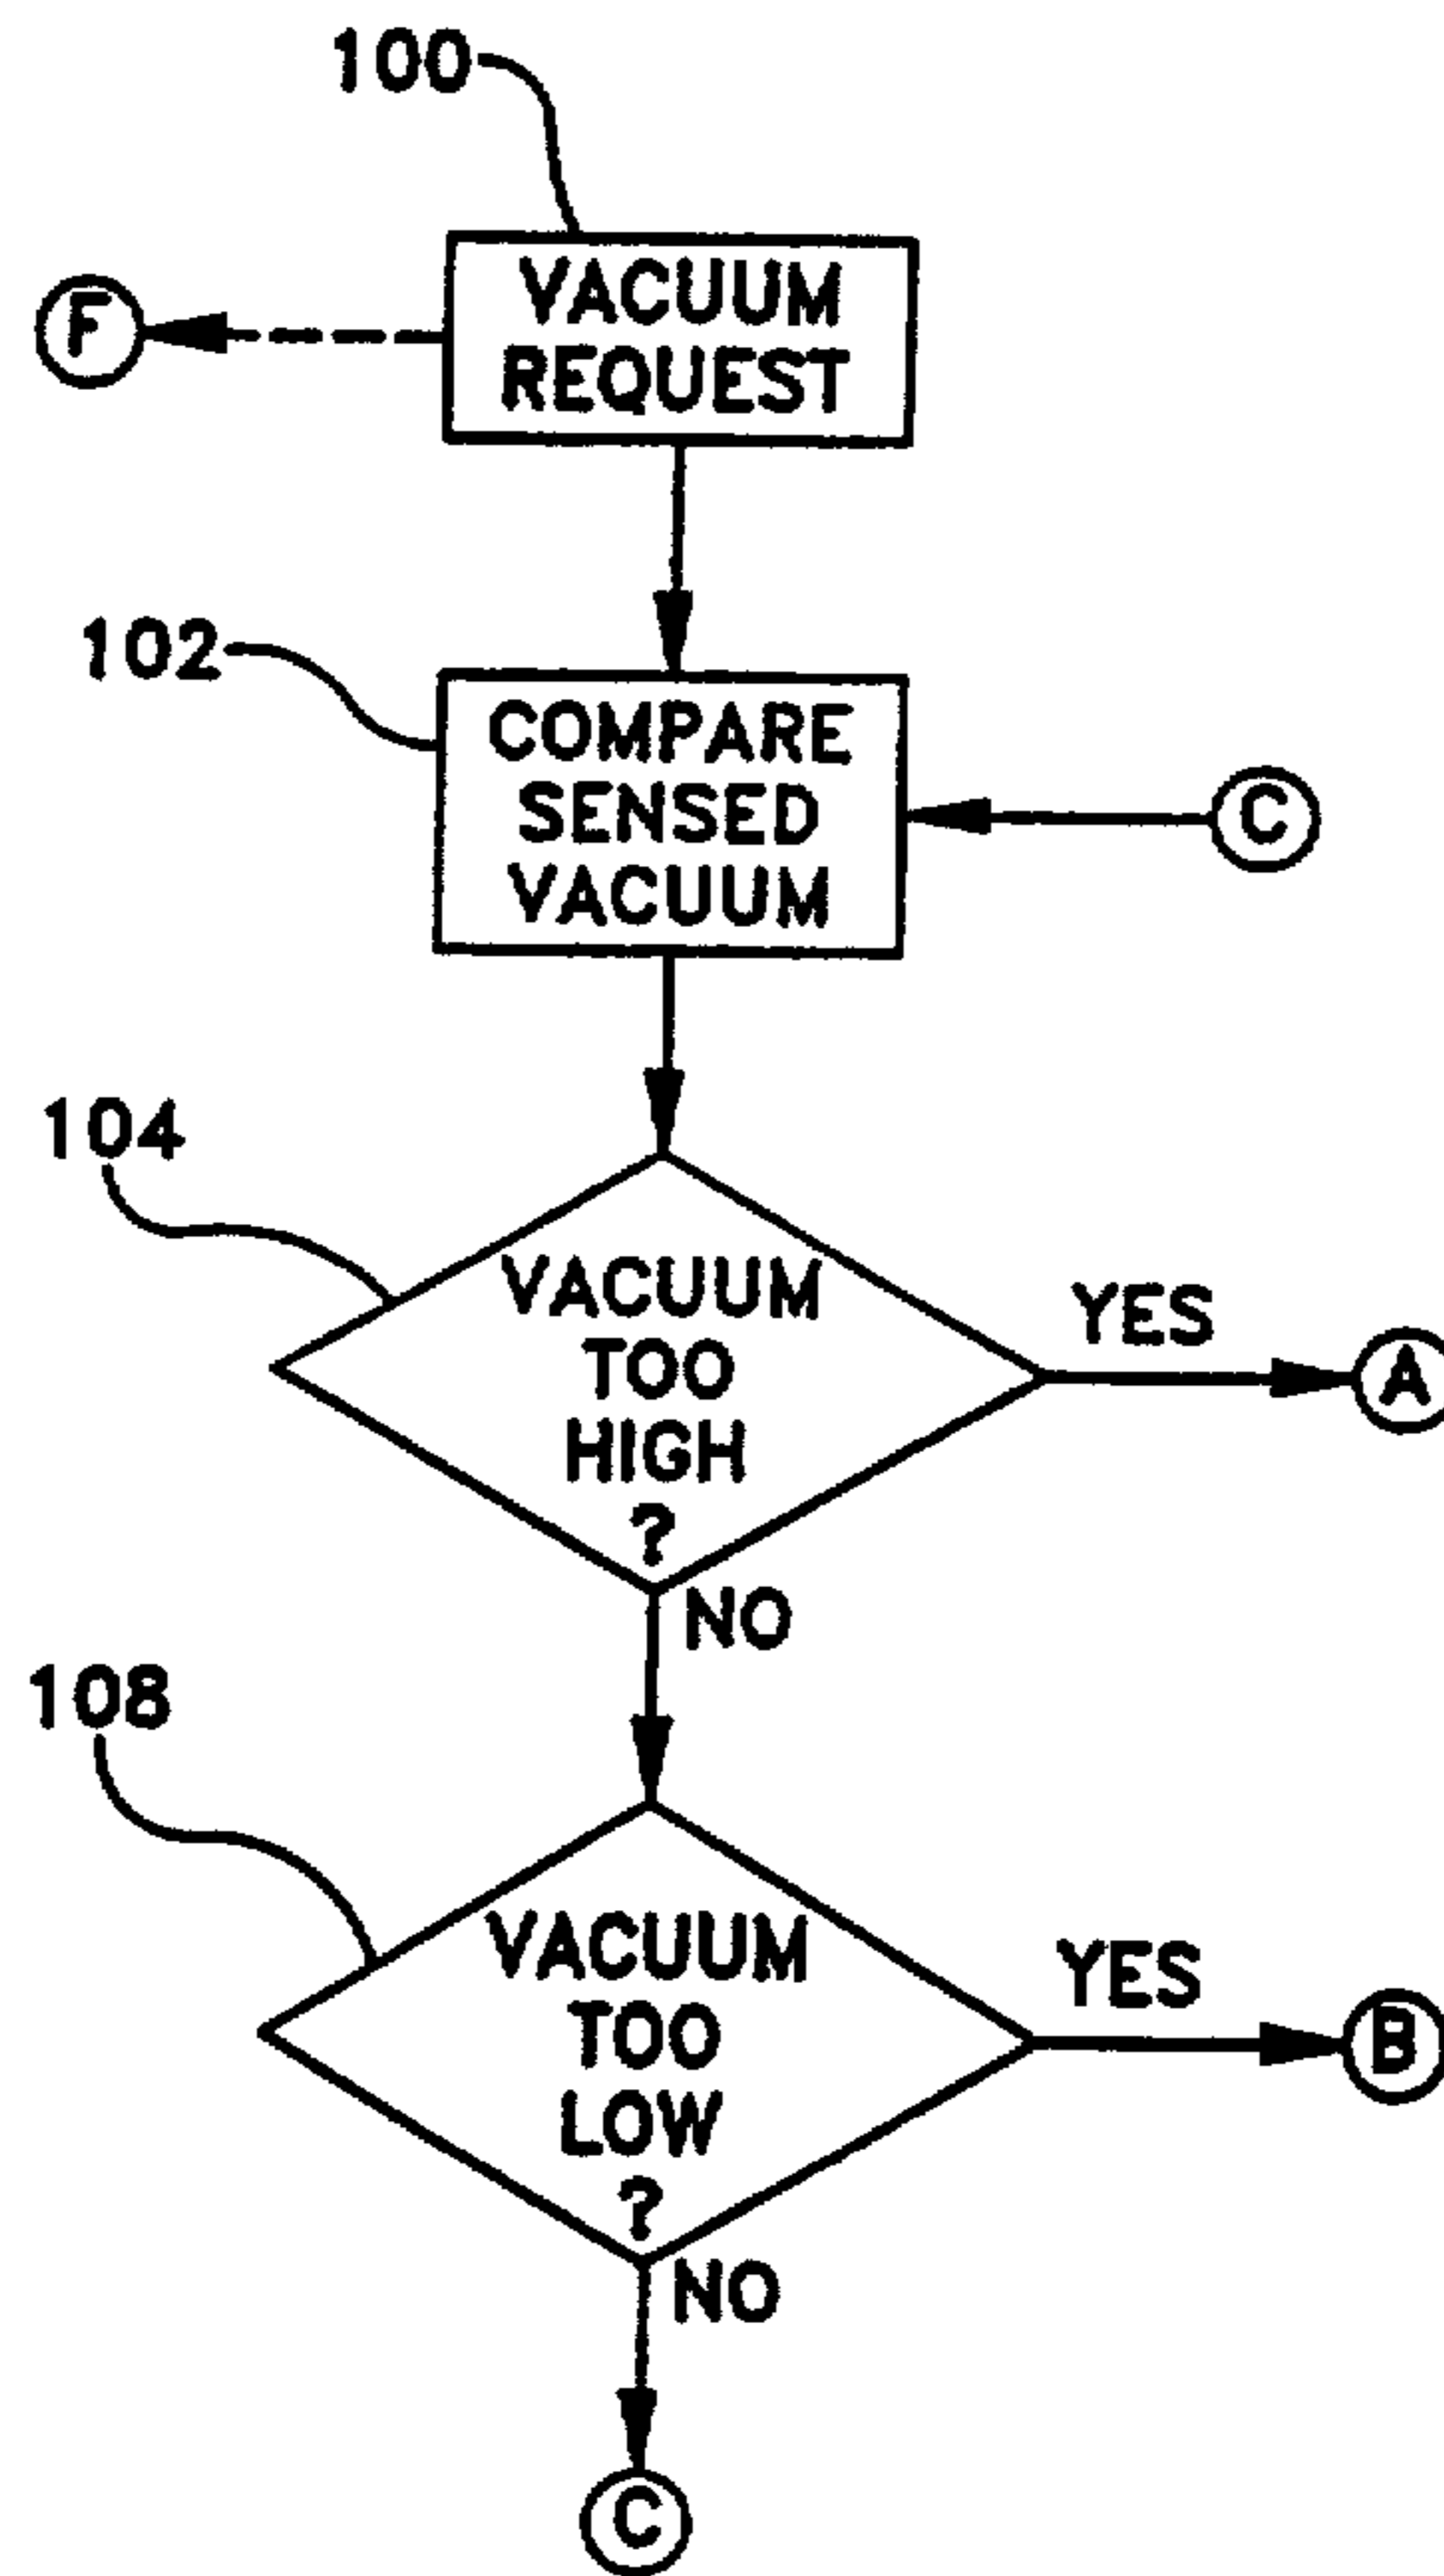 100
VACUUM
REQUEST
F
102
COMPARE
SENSED
VACUUM
C
104
VACUUM
TOO
HIGH
?
YES
A
NO
108
VACUUM
TOO
LOW
?
YES
B
NO
C